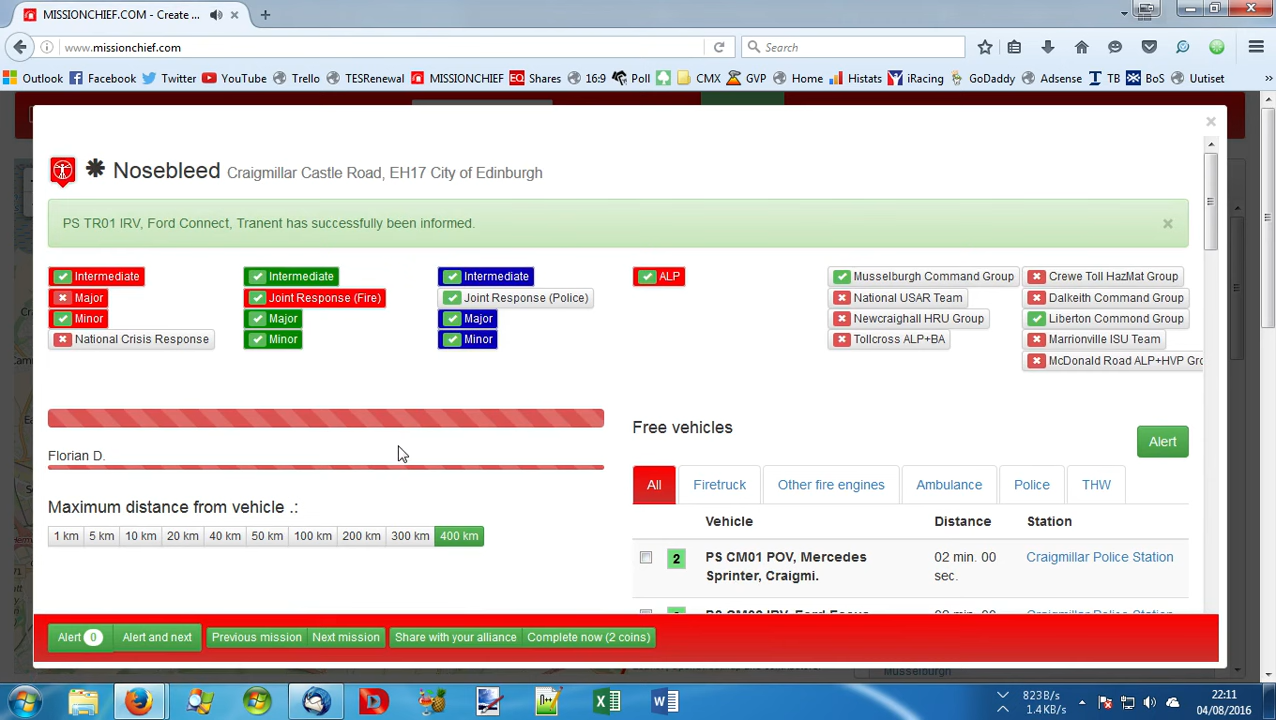 MISSIONCHIEF.COM - Create ...
www.missionchief.com
Search
Outlook Facebook Twitter YouTube Trello TESRenewal MISSIONCHIEF Shares 16:9 Poll CMX GVP Home Histats iRacing GoDaddy Adsense TB BoS Uutiset »
Nosebleed Craigmillar Castle Road, EH17 City of Edinburgh
PS TR01 IRV, Ford Connect, Tranent has successfully been informed.
Intermediate Intermediate Intermediate ALP Musselburgh Command Group Crewe Toll HazMat Group
Major Joint Response (Fire) Joint Response (Police) National USAR Team Dalkeith Command Group
Minor Major Major Newcraighall HRU Group Liberton Commond Group
National Crisis Response Minor Minor Tollcross ALP+BA Marrionville ISU Team
McDonald Road ALP+HVP Gro
Free vehicles
Alert
Florian D.
All Firetruck Other fire engines Ambulance Police THW
Maximum distance from vehicle .:
1 km 5 km 10 km 20 km 40 km 50 km 100 km 200 km 300 km 400 km
Vehicle Distance Station
2 PS CM01 POV, Mercedes Sprinter, Craigmi. 02 min. 00 sec. Craigmillar Police Station
Alert 0 Alert and next Previous mission Next mission Share with your alliance Complete now (2 coins)
Musselburgh
823B/s
1.4KB/s
22:11
04/08/2016